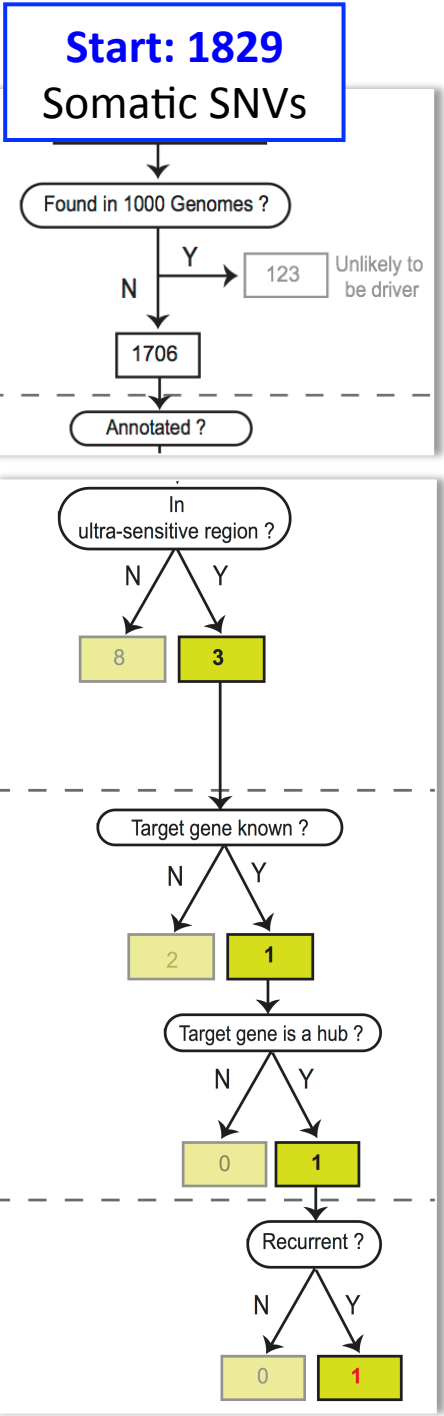 Start: 1829
Somatic SNVs
Found in 1000 Genomes ?
Y
N
123
Unlikely to
be driver
1706
Annotated ?
In
ultra-sensitive region ?
N
Y
8
3
Target gene known ?
N
Y
2
1
Target gene is a hub ?
N
Y
0
1
Recurrent ?
N
Y
0
1